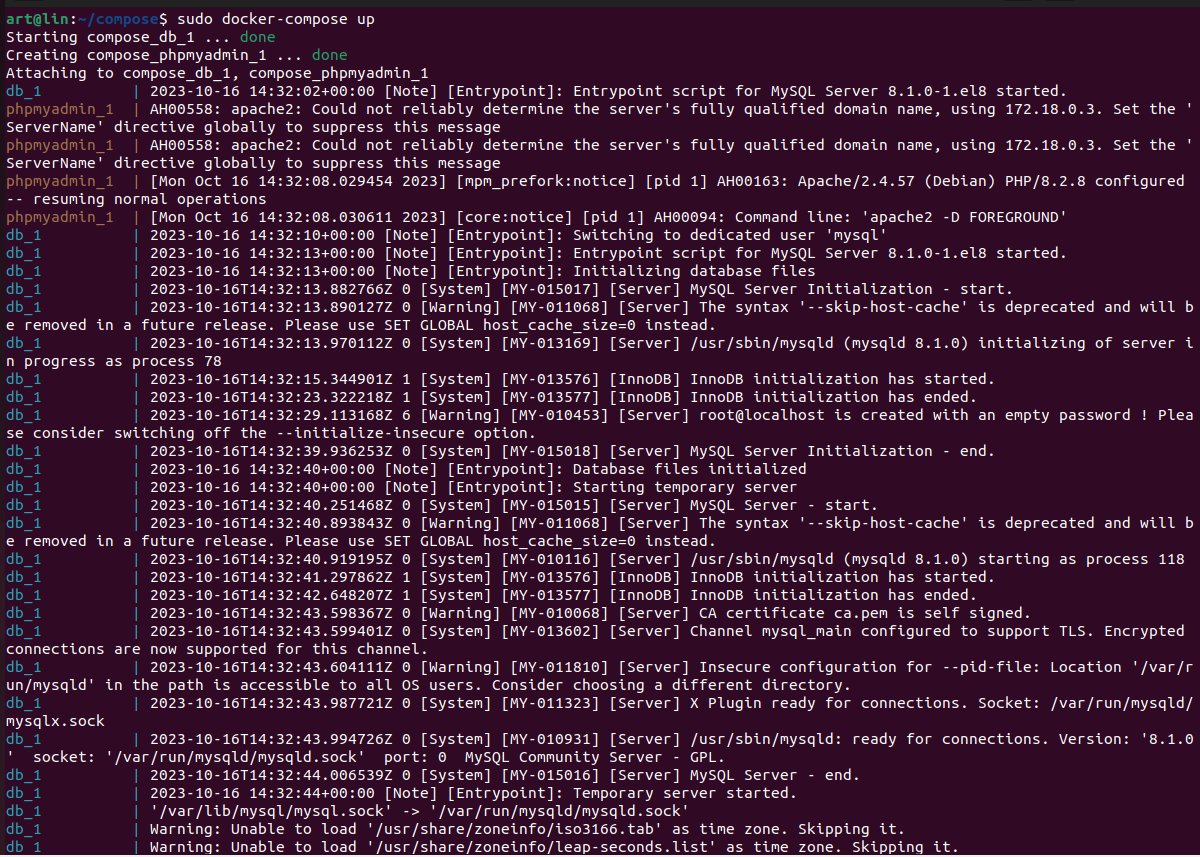 art@lin:~/compose$ sudo docker-compose up
Starting compose_db_1 ... done
Creating compose_phpmyadmin_1 ... done
Attaching to compose_db_1, compose_phpmyadmin_1
db_1          | 2023-10-16 14:32:02+00:00 [Note] [Entrypoint]: Entrypoint script for MySQL Server 8.1.0-1.el8 started.
phpmyadmin_1  | AH00558: apache2: Could not reliably determine the server's fully qualified domain name, using 172.18.0.3. Set the '
ServerName' directive globally to suppress this message
phpmyadmin_1  | AH00558: apache2: Could not reliably determine the server's fully qualified domain name, using 172.18.0.3. Set the '
ServerName' directive globally to suppress this message
phpmyadmin_1  | [Mon Oct 16 14:32:08.029454 2023] [mpm_prefork:notice] [pid 1] AH00163: Apache/2.4.57 (Debian) PHP/8.2.8 configured
-- resuming normal operations
phpmyadmin_1  | [Mon Oct 16 14:32:08.030611 2023] [core:notice] [pid 1] AH00094: Command line: 'apache2 -D FOREGROUND'
db_1          | 2023-10-16 14:32:10+00:00 [Note] [Entrypoint]: Switching to dedicated user 'mysql'
db_1          | 2023-10-16 14:32:13+00:00 [Note] [Entrypoint]: Entrypoint script for MySQL Server 8.1.0-1.el8 started.
db_1          | 2023-10-16 14:32:13+00:00 [Note] [Entrypoint]: Initializing database files
db_1          | 2023-10-16T14:32:13.882766Z 0 [System] [MY-015017] [Server] MySQL Server Initialization - start.
db_1          | 2023-10-16T14:32:13.890127Z 0 [Warning] [MY-011068] [Server] The syntax '--skip-host-cache' is deprecated and will b
e removed in a future release. Please use SET GLOBAL host_cache_size=0 instead.
db_1          | 2023-10-16T14:32:13.970112Z 0 [System] [MY-013169] [Server] /usr/sbin/mysqld (mysqld 8.1.0) initializing of server i
n progress as process 78
db_1          | 2023-10-16T14:32:15.344901Z 1 [System] [MY-013576] [InnoDB] InnoDB initialization has started.
db_1          | 2023-10-16T14:32:23.322218Z 1 [System] [MY-013577] [InnoDB] InnoDB initialization has ended.
db_1          | 2023-10-16T14:32:29.113168Z 6 [Warning] [MY-010453] [Server] root@localhost is created with an empty password ! Plea
se consider switching off the --initialize-insecure option.
db_1          | 2023-10-16T14:32:39.936253Z 0 [System] [MY-015018] [Server] MySQL Server Initialization - end.
db_1          | 2023-10-16 14:32:40+00:00 [Note] [Entrypoint]: Database files initialized
db_1          | 2023-10-16 14:32:40+00:00 [Note] [Entrypoint]: Starting temporary server
db_1          | 2023-10-16T14:32:40.251468Z 0 [System] [MY-015015] [Server] MySQL Server - start.
db_1          | 2023-10-16T14:32:40.893843Z 0 [Warning] [MY-011068] [Server] The syntax '--skip-host-cache' is deprecated and will b
e removed in a future release. Please use SET GLOBAL host_cache_size=0 instead.
db_1          | 2023-10-16T14:32:40.919195Z 0 [System] [MY-010116] [Server] /usr/sbin/mysqld (mysqld 8.1.0) starting as process 118
db_1          | 2023-10-16T14:32:41.297862Z 1 [System] [MY-013576] [InnoDB] InnoDB initialization has started.
db_1          | 2023-10-16T14:32:42.648207Z 1 [System] [MY-013577] [InnoDB] InnoDB initialization has ended.
db_1          | 2023-10-16T14:32:43.598367Z 0 [Warning] [MY-010068] [Server] CA certificate ca.pem is self signed.
db_1          | 2023-10-16T14:32:43.599401Z 0 [System] [MY-013602] [Server] Channel mysql_main configured to support TLS. Encrypted
connections are now supported for this channel.
db_1          | 2023-10-16T14:32:43.604111Z 0 [Warning] [MY-011810] [Server] Insecure configuration for --pid-file: Location '/var/r
un/mysqld' in the path is accessible to all OS users. Consider choosing a different directory.
db_1          | 2023-10-16T14:32:43.987721Z 0 [System] [MY-011323] [Server] X Plugin ready for connections. Socket: /var/run/mysqld/
mysqlx.sock
db_1          | 2023-10-16T14:32:43.994726Z 0 [System] [MY-010931] [Server] /usr/sbin/mysqld: ready for connections. Version: '8.1.0
'  socket: '/var/run/mysqld/mysqld.sock'  port: 0  MySQL Community Server - GPL.
db_1          | 2023-10-16T14:32:44.006539Z 0 [System] [MY-015016] [Server] MySQL Server - end.
db_1          | 2023-10-16 14:32:44+00:00 [Note] [Entrypoint]: Temporary server started.
db_1          | '/var/lib/mysql/mysql.sock' -> '/var/run/mysqld/mysqld.sock'
db_1          | Warning: Unable to load '/usr/share/zoneinfo/iso3166.tab' as time zone. Skipping it.
db_1          | Warning: Unable to load '/usr/share/zoneinfo/leap-seconds.list' as time zone. Skipping it.